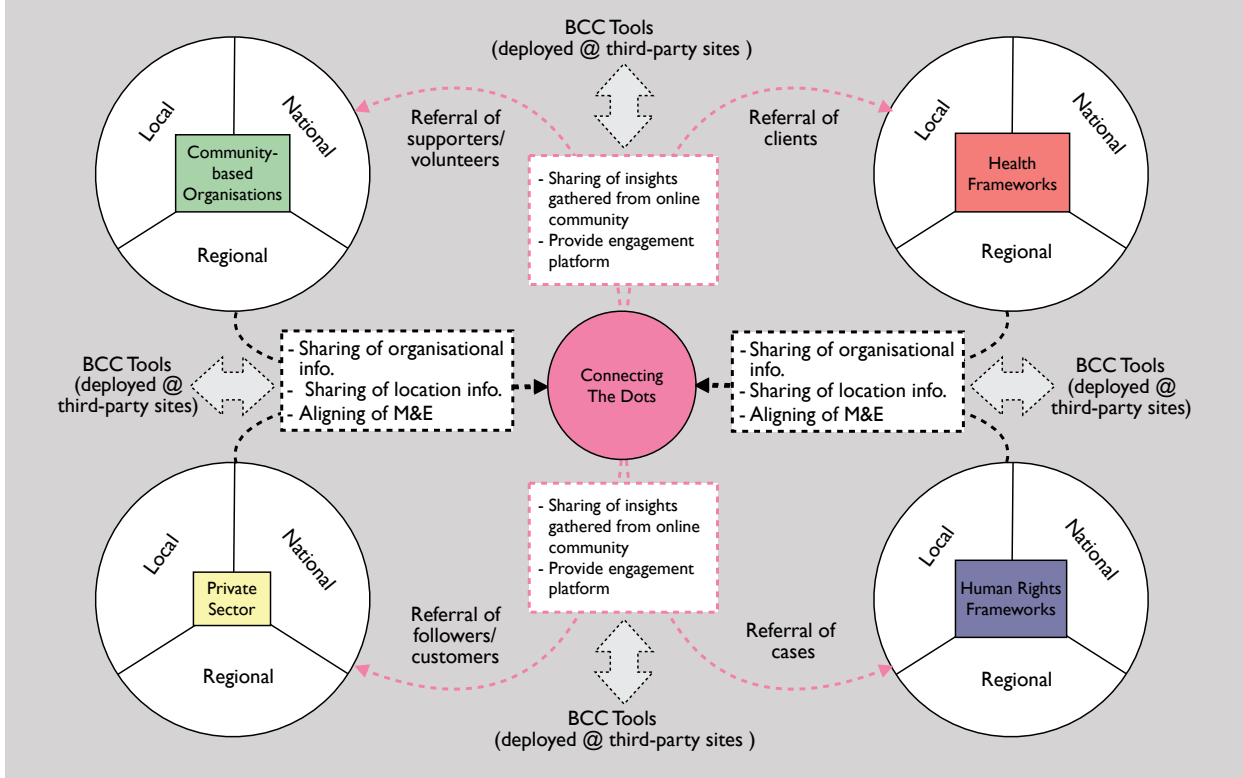 BCC Tools
(deployed @ third-party sites )
Local
National
Community-
based
Organisations
Regional
Referral of
supporters/
volunteers
Referral of
clients
- Sharing of insights
gathered from online
community
- Provide engagement
platform
Local
National
Health
Frameworks
Regional
BCC Tools
(deployed @
third-party sites)
- Sharing of organisational
info.
- Sharing of location info.
- Aligning of M&E
Connecting
The Dots
- Sharing of organisational
info.
- Sharing of location info.
- Aligning of M&E
BCC Tools
(deployed @
third-party sites)
Local
National
Private
Sector
Regional
Referral of
followers/
customers
- Sharing of insights
gathered from online
community
- Provide engagement
platform
Referral of
cases
Local
National
Human Rights
Frameworks
Regional
BCC Tools
(deployed @ third-party sites )